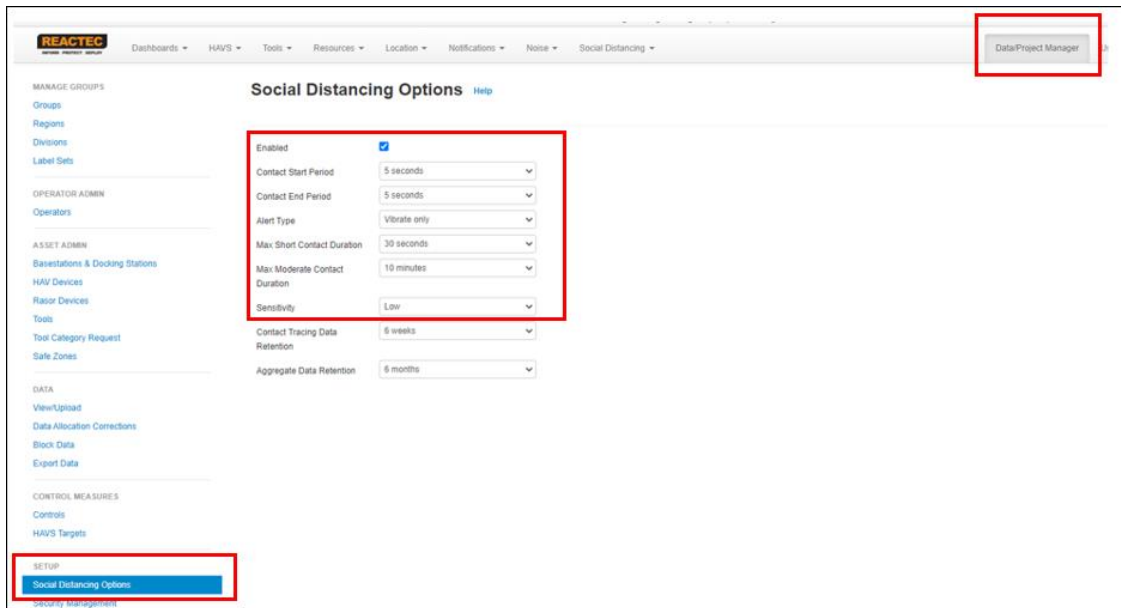 REACTEC
Dashboards HAVS Tools Resources Location Notifications Noise Social Distancing Data/Project Manager
MANAGE GROUPS
Groups
Regions
Divisions
Label Sets
OPERATOR ADMIN
Operators
ASSET ADMIN
Basestations & Docking Stations
HAV Devices
Rasor Devices
Tools
Tool Category Request
Safe Zones
DATA
View/Upload
Data Allocation Corrections
Block Data
Export Data
CONTROL MEASURES
Controls
HAVS Targets
SETUP
Social Distancing Options
Security Management
Social Distancing Options Help
Enabled
Contact Start Period 5 seconds
Contact End Period 5 seconds
Alert Type Vibrate only
Max Short Contact Duration 30 seconds
Max Moderate Contact 10 minutes
Duration
Sensitivity Low
Contact Tracing Data 6 weeks
Retention
Aggregate Data Retention 6 months